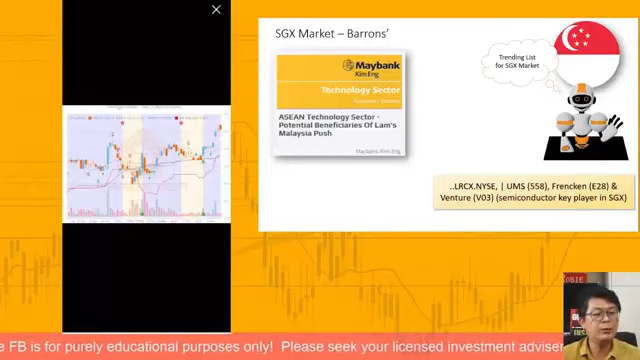 SGX Market – Barrons'
Maybank
Kim Eng
Technology Sector
ASEAN Technology Sector -
Potential Beneficiaries Of Lam's
Malaysia Push
Maybank Kim Eng
Trending List
for SGX Market
..LRCX.NYSE, | UMS (558), Frencken (E28) &
Venture (V03) (semiconductor key player in SGX)
e FB is for purely educational purposes only! Please seek your licensed investment adviser